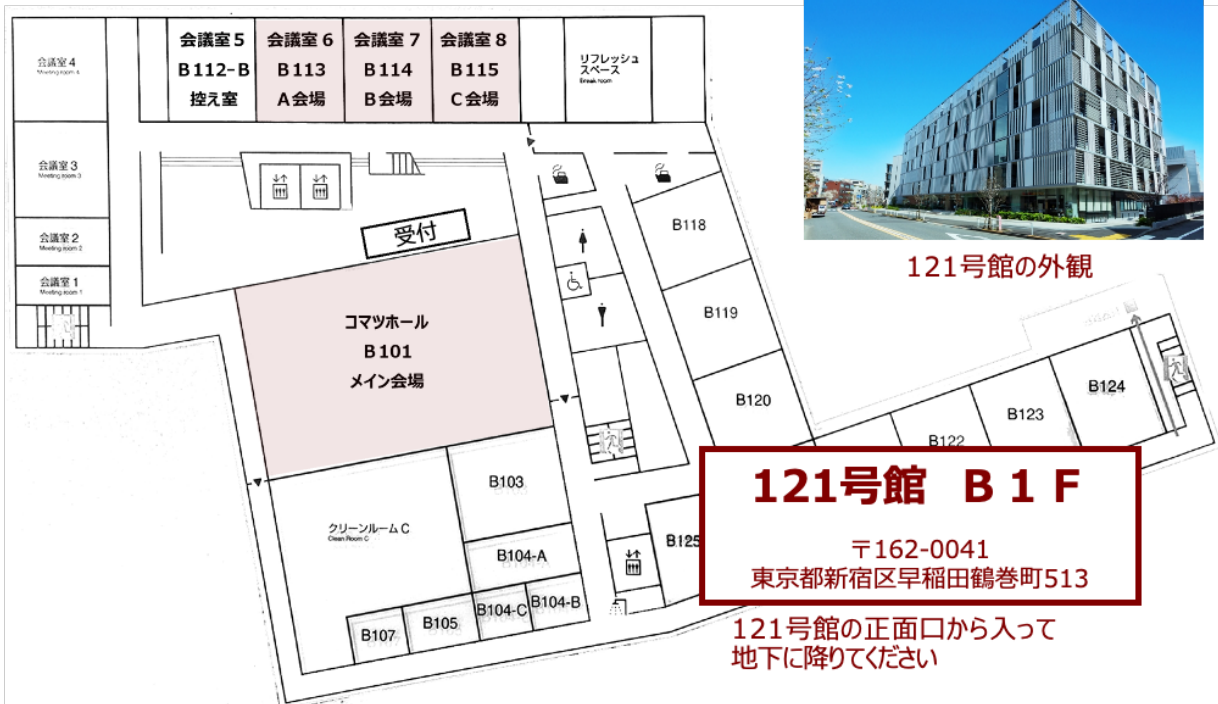 会議室 4
Meeting room 4
会議室 5
B112-B
控え室
会議室 6
B113
A会場
会議室 7
B114
B会場
会議室 8
B115
C会場
リフレッシュ
スペース
Break room
会議室 3
Meeting room 3
会議室 2
Meeting room 2
会議室 1
Meeting room 1
受付
コマツホール
B101
メイン会場
B118
B119
B120
121号館の外観
B122
B123
B124
B103
クリーンルーム C
Clean Room C
B104-A
B104-C
B104-B
B105
B107
B125
121号館 B1F
〒162-0041
東京都新宿区早稲田鶴巻町513
121号館の正面口から入って
地下に降りてください